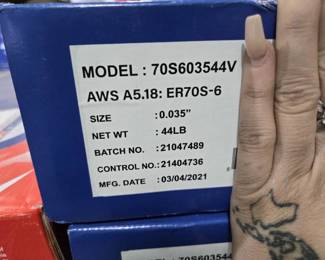 MODEL : 70S603544V
AWS A5.18: ER70S-6
SIZE : 0.035"
NET WT : 44LB
BATCH NO. : 21047489
CONTROL NO.: 21404736
MFG. DATE : 03/04/2021
: 70S603544